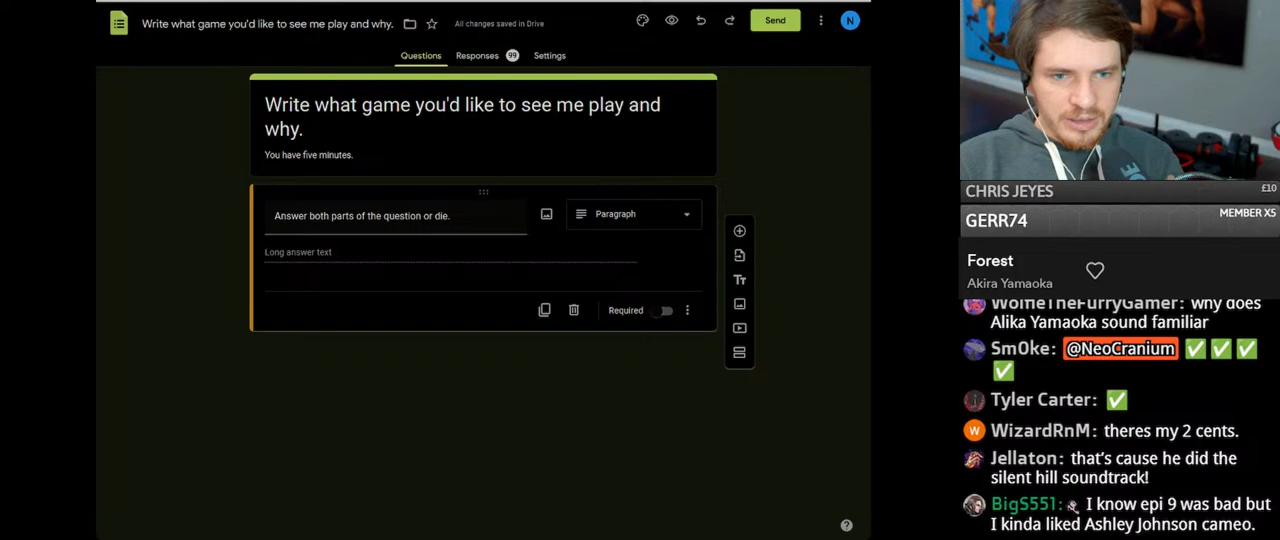 Write what game you'd like to see me play and why.
All changes saved in Drive
Send
N
Questions
Responses 99
Settings
Write what game you'd like to see me play and
why.
You have five minutes.
Answer both parts of the question or die.
Paragraph
Long answer text
Required
CHRIS JEYES £10
GERR74 MEMBER X5
Forest
Akira Yamaoka
WolfieTheFurryGamer: why does
Alika Yamaoka sound familiar
Sm0ke: @NeoCranium ✅ ✅ ✅
✅
Tyler Carter: ✅
W WizardRnM: theres my 2 cents.
Jellaton: that's cause he did the
silent hill soundtrack!
BigS551: I know epi 9 was bad but
I kinda liked Ashley Johnson cameo.